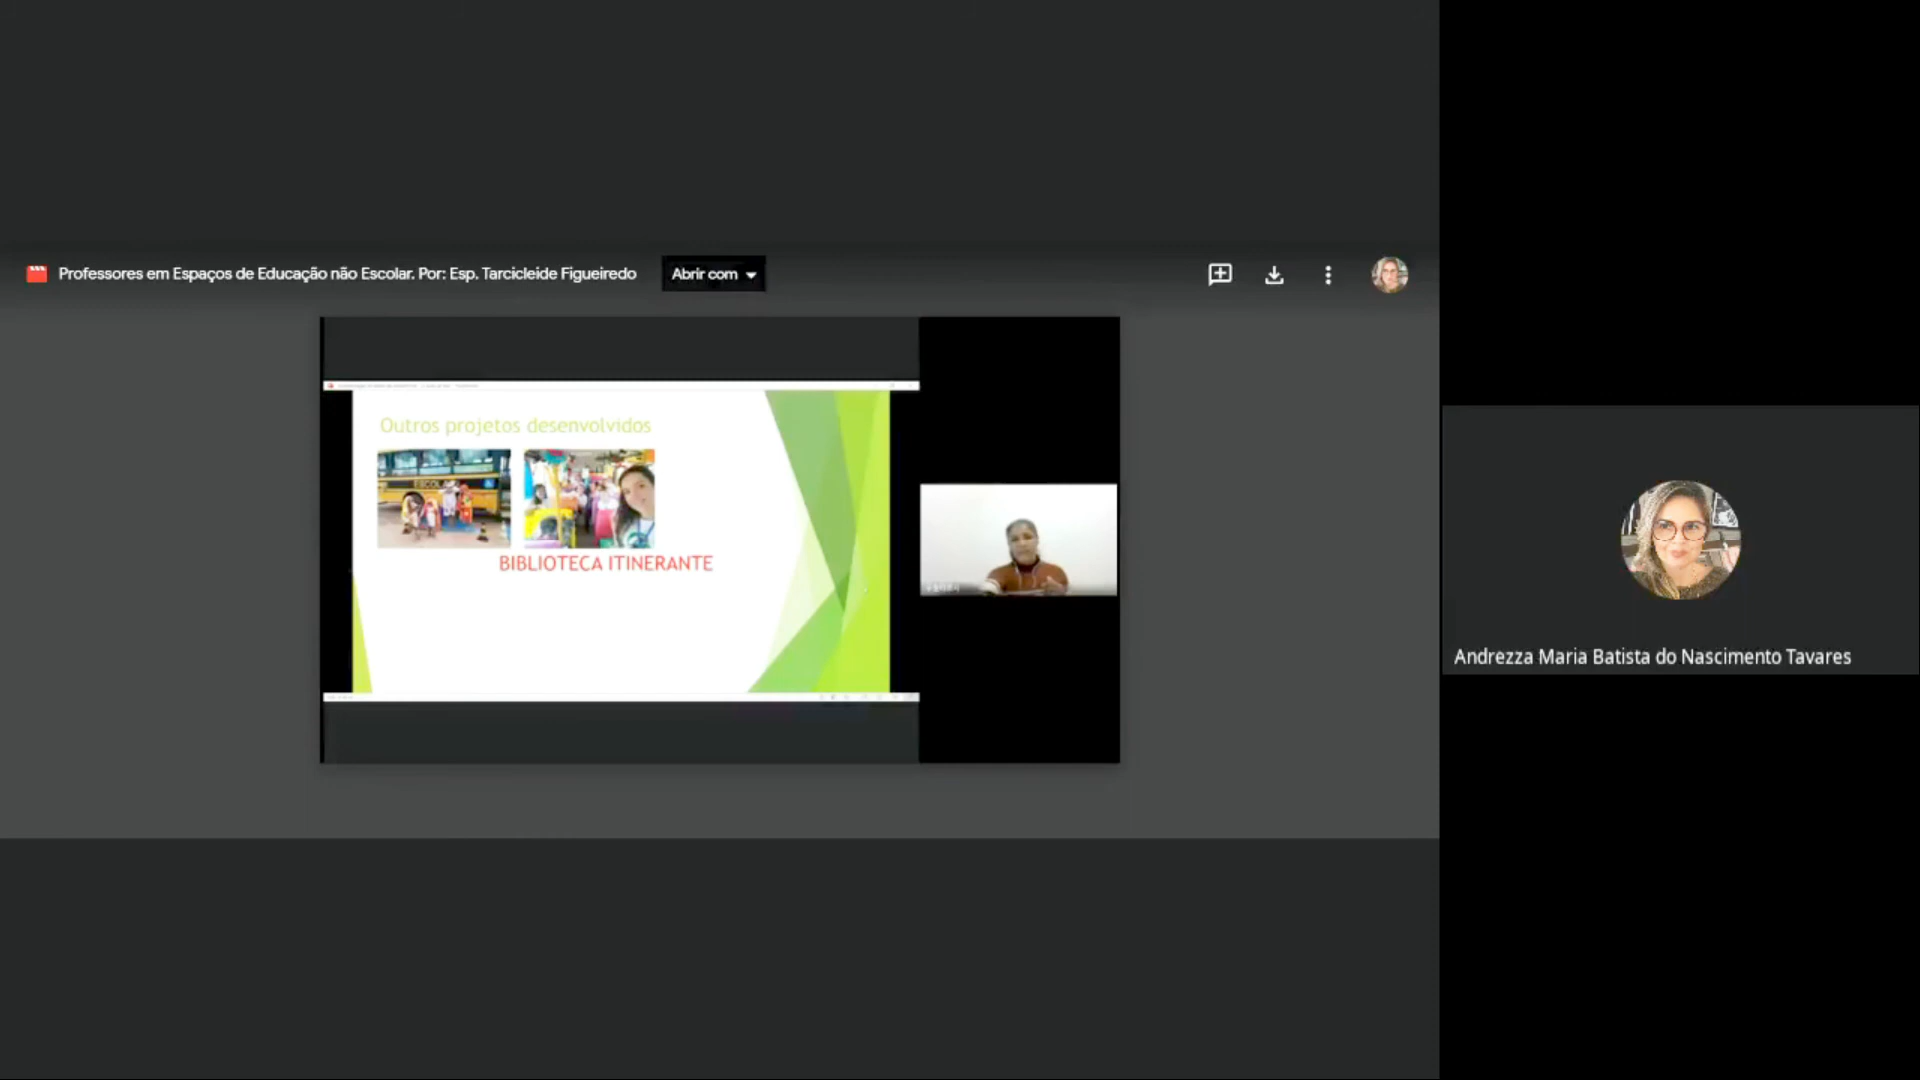 Professores em Espaços de Educação não Escolar. Por: Esp. Tarcicleide Figueiredo
Abrir com
Outros projetos desenvolvidos
ESCOLA
BIBLIOTECA ITINERANTE
Andrezza Maria Batista do Nascimento Tavares